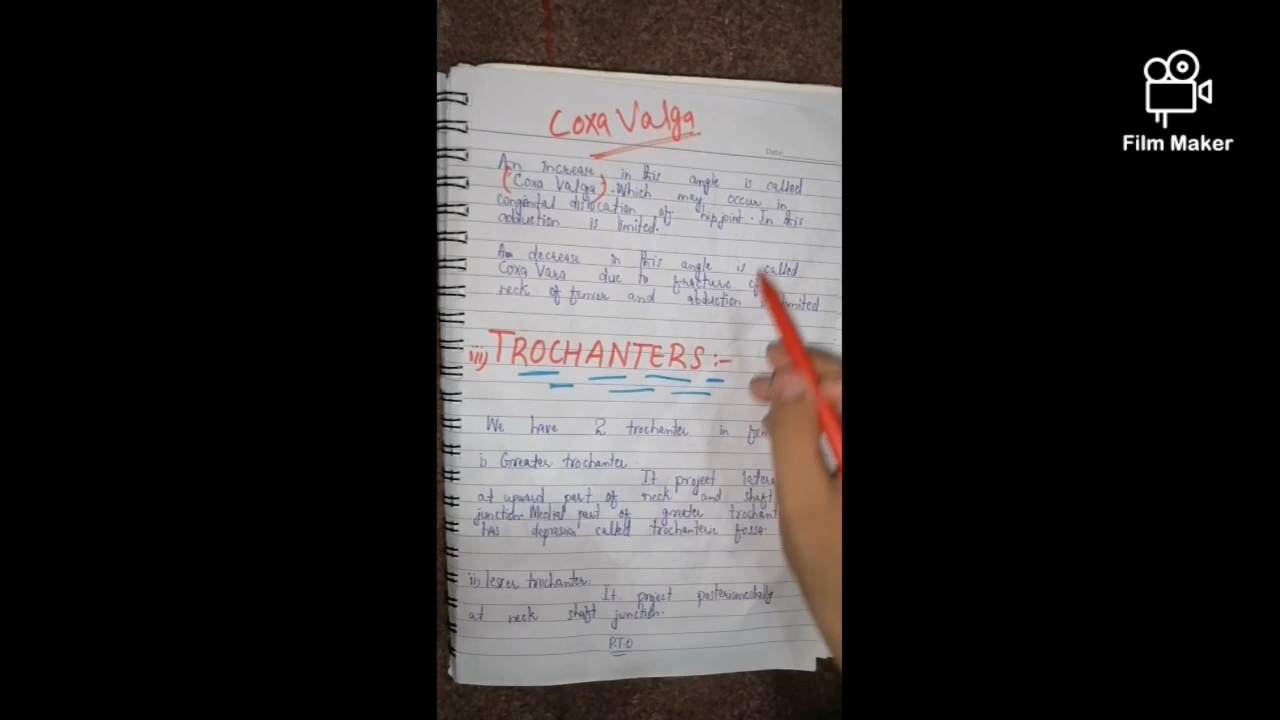 Film Maker
Coxa Valga
Date
An increase in this angle is called
(Coxa Valga). Which may occur in
congenital dislocation of hip joint. In this
abduction is limited.
A decrease in this angle is called
Coxa Vara due to fracture of
neck of femur and abduction limited
iii) TROCHANTERS :-
We have 2 trochanter in
i) Greater trochanter
It project
at upward part of neck and shaft
junction. Medial part of greater
has depression called trochanteric fossa.
ii) lesser trochanter.
It project posteriomedially
at neck shaft junction.
P.T.O